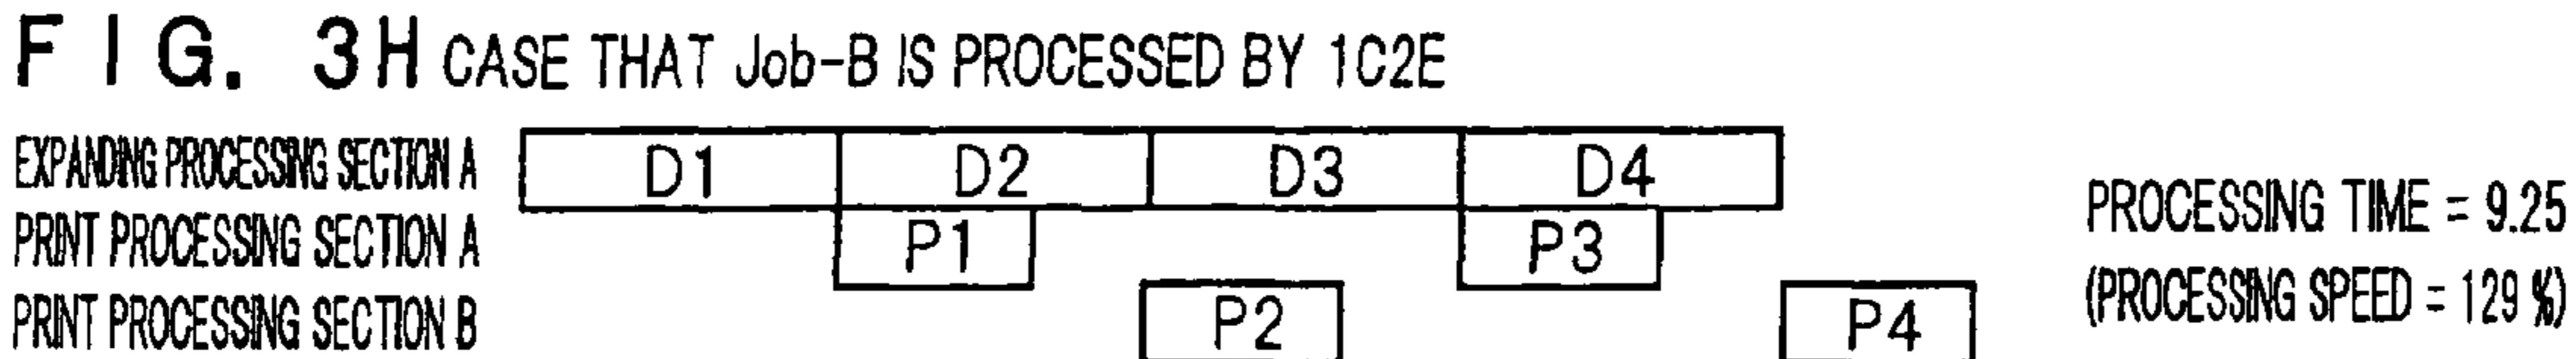 FIG. 3H CASE THAT Job-B IS PROCESSED BY 1C2E
EXPANDING PROCESSING SECTION A D1 D2 D3 D4
PRINT PROCESSING SECTION A P1 P3
PRINT PROCESSING SECTION B P2 P4
PROCESSING TIME = 9.25
(PROCESSING SPEED = 129 %)